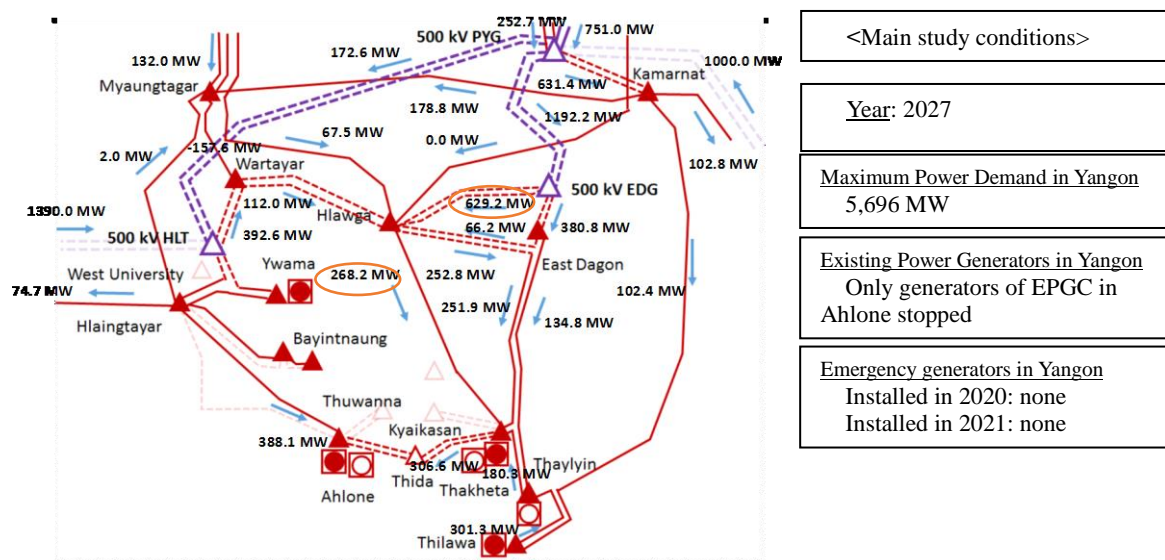 252.7 MW
500 kV PYG
751.0 MW
172.6 MW
132.0 MW
Kamarnat
1000.0 MW
Myaungtagar
631.4 MW
178.8 MW
1192.2 MW
67.5 MW
0.0 MW
2.0 MW
-157.6 MW
Wartayar
102.8 MW
500 kV EDG
112.0 MW
Hlawga
629.2 MW
392.6 MW
66.2 MW
380.8 MW
500 kV HLT
East Dagon
West University
Ywama
268.2 MW
252.8 MW
102.4 MW
74.7 MW
251.9 MW
134.8 MW
Hlaingtayar
Bayintnaung
Thuwanna
Kyaikasan
388.1 MW
306.6 MW
Thaylyin
Thida
180.3 MW
Ahlone
Thakheta
301.3 MW
Thilawa
<Main study conditions>
Year: 2027
Maximum Power Demand in Yangon
5,696 MW
Existing Power Generators in Yangon
Only generators of EPGC in
Ahlone stopped
Emergency generators in Yangon
Installed in 2020: none
Installed in 2021: none